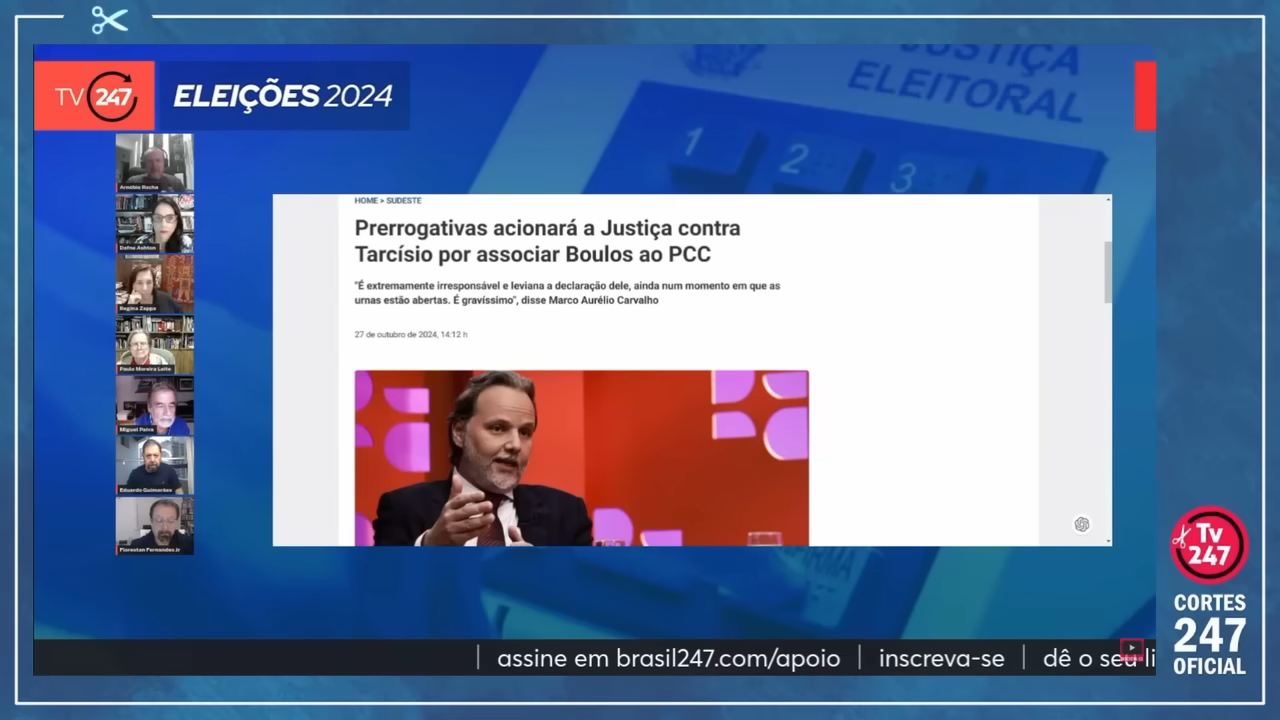 TV 247
ELEIÇÕES 2024
JUSTIÇA
ELEITORAL
1 2 3
Arnóbio Rocha
Dafne Ashton
Regina Zappa
Paulo Moreira Leite
Miguel Paiva
Eduardo Guimarães
Florestan Fernandes Jr
HOME > SUDESTE
Prerrogativas acionará a Justiça contra
Tarcísio por associar Boulos ao PCC
"É extremamente irresponsável e leviana a declaração dele, ainda num momento em que as
urnas estão abertas. É gravíssimo", disse Marco Aurélio Carvalho
27 de outubro de 2024, 14:12 h
assine em brasil247.com/apoio | inscreva-se | dê o seu li
Tv
247
CORTES
247
OFICIAL